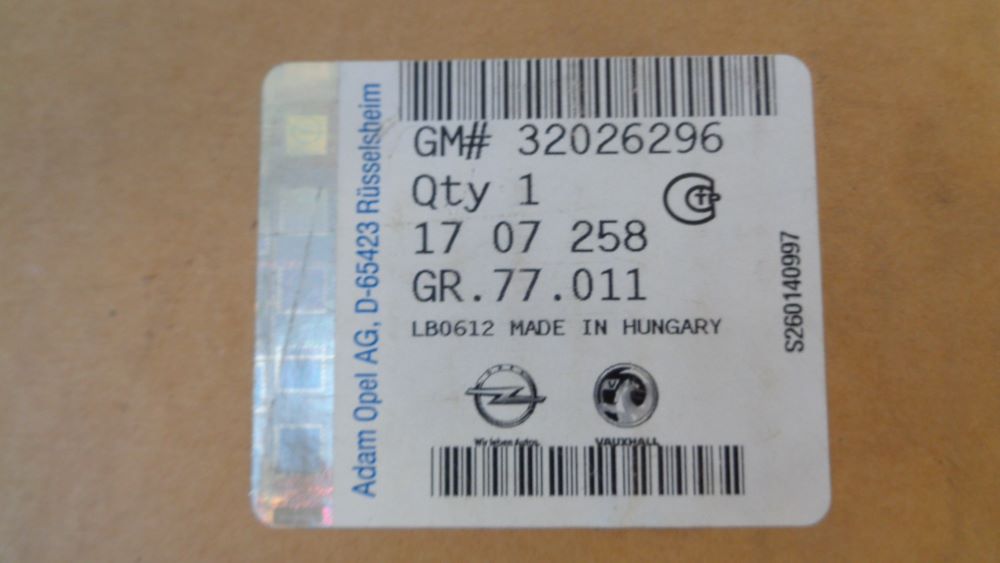 GM# 32026296
Qty 1
17 07 258
GR.77.011
LB0612 MADE IN HUNGARY
Wir leben Autos.
VAUXHALL
Adam Opel AG, D-65423 Rüsselsheim
S260140997